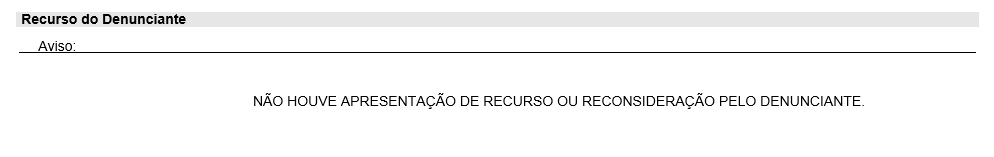 Recurso do Denunciante
Aviso:
NÃO HOUVE APRESENTAÇÃO DE RECURSO OU RECONSIDERAÇÃO PELO DENUNCIANTE.